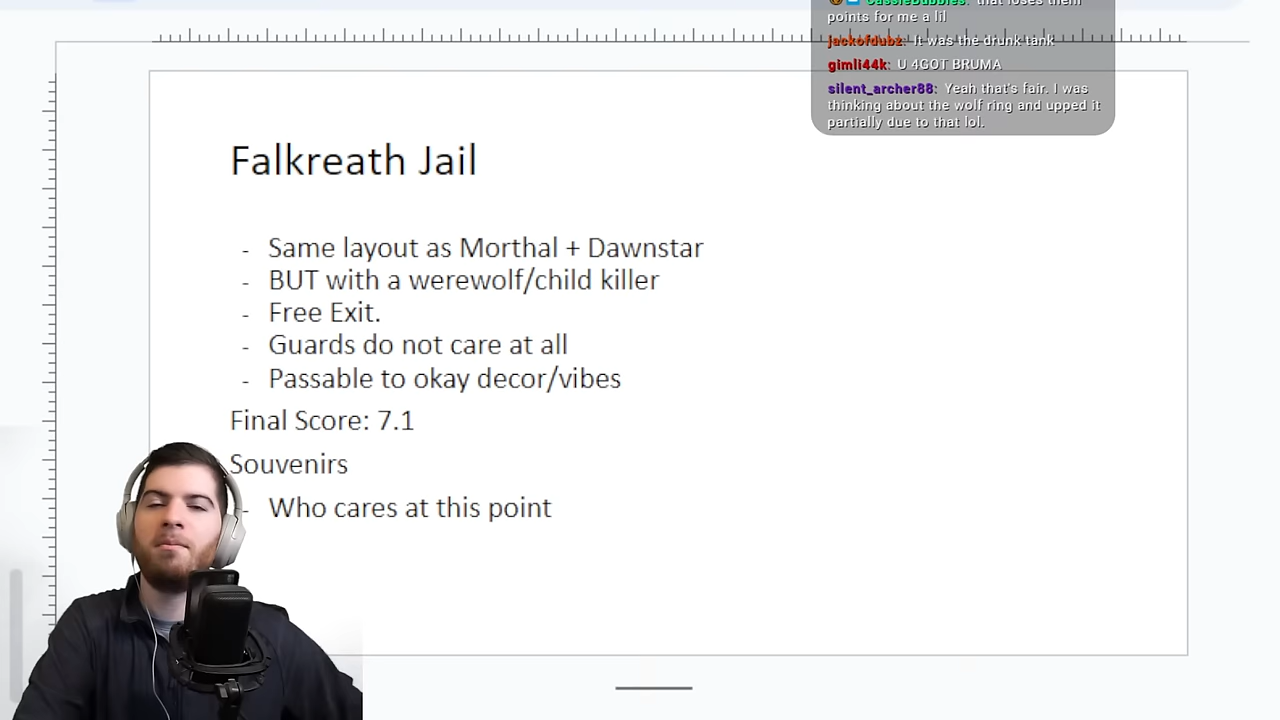 CassieBubbles: that loses them
points for me a lil
jackofdubz: It was the drunk tank
gimli44k: U 4GOT BRUMA
silent_archer88: Yeah that's fair. I was
thinking about the wolf ring and upped it
partially due to that lol.
Falkreath Jail
- Same layout as Morthal + Dawnstar
- BUT with a werewolf/child killer
- Free Exit.
- Guards do not care at all
- Passable to okay decor/vibes
Final Score: 7.1
Souvenirs
- Who cares at this point